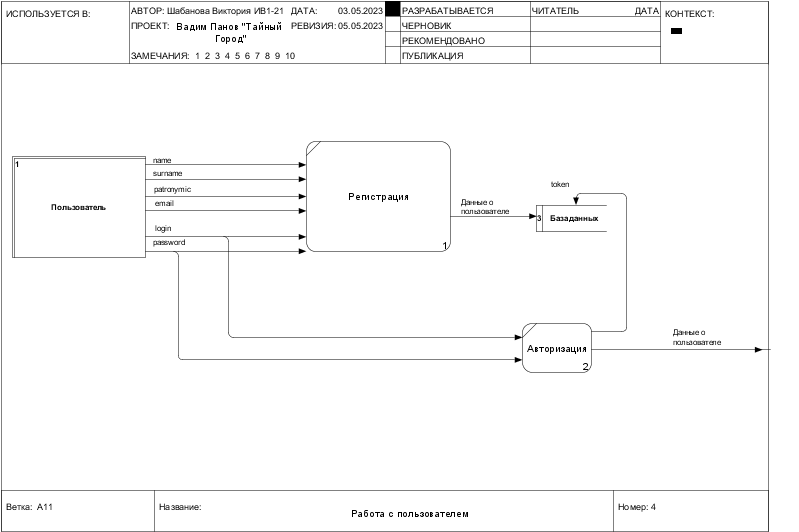 ИСПОЛЬЗУЕТСЯ В:
АВТОР: Шабанова Виктория ИВ1-21 ДАТА: 03.05.2023
РАЗРАБАТЫВАЕТСЯ
ЧИТАТЕЛЬ ДАТА
КОНТЕКСТ:
ПРОЕКТ: Вадим Панов "Тайный
Город"
РЕВИЗИЯ: 05.05.2023
ЧЕРНОВИК
РЕКОМЕНДОВАНО
ЗАМЕЧАНИЯ: 1 2 3 4 5 6 7 8 9 10
ПУБЛИКАЦИЯ
1
Пользователь
name
surname
patronymic
email
login
password
Регистрация
1
Данные о
пользователе
token
3 Базаданных
Авторизация
2
Данные о
пользователе
Ветка: А11
Название:
Работа с пользователем
Номер: 4